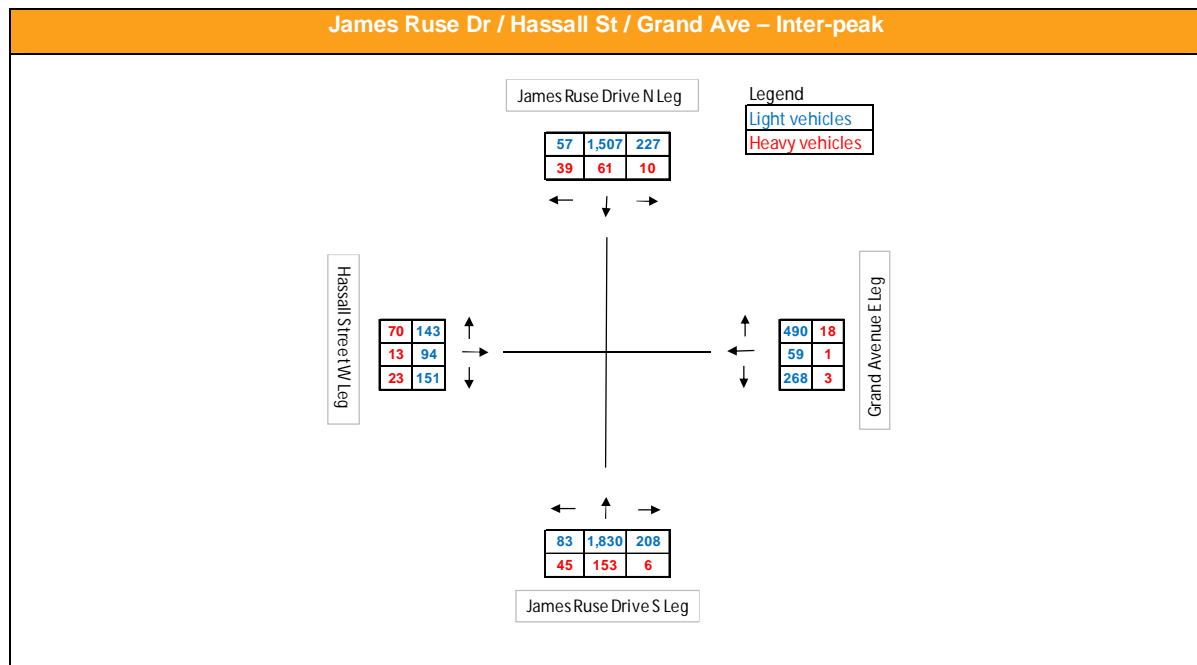 James Ruse Dr / Hassall St / Grand Ave – Inter-peak
James Ruse Drive N Leg
Legend
Light vehicles
Heavy vehicles
57 1,507 227
39 61 10
Hassall Street W Leg
70 143
13 94
23 151
490 18
59 1
268 3
Grand Avenue E Leg
83 1,830 208
45 153 6
James Ruse Drive S Leg